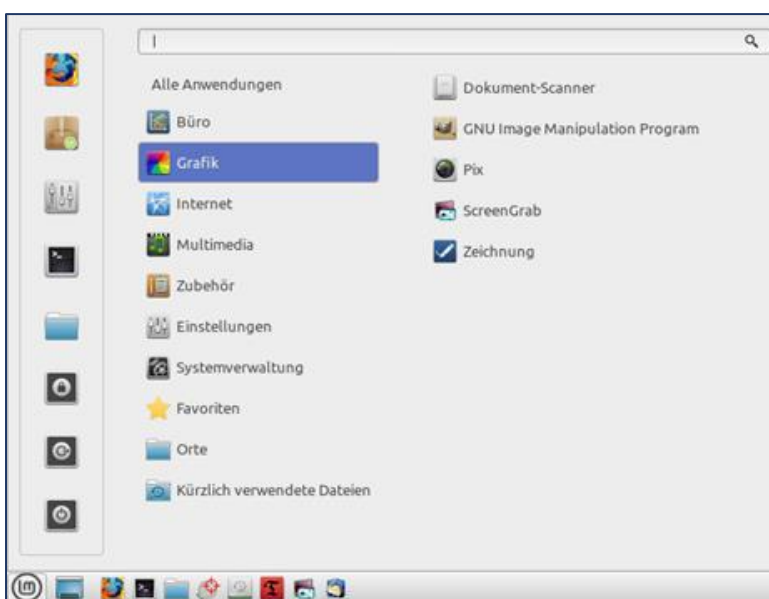 Alle Anwendungen
Büro
Grafik
Internet
Multimedia
Zubehör
Einstellungen
Systemverwaltung
Favoriten
Orte
Kürzlich verwendete Dateien
Dokument-Scanner
GNU Image Manipulation Program
Pix
ScreenGrab
Zeichnung